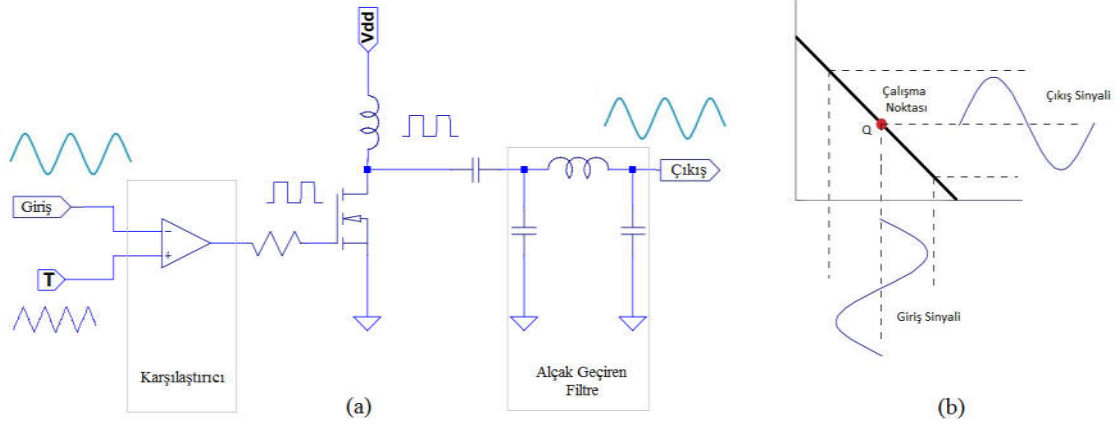 Vdd
Giriş
-
+
T
Karşılaştırıcı
(a)
Çıkış
Alçak Geçiren
Filtre
Çalışma
Noktası
Q
Çıkış Sinyali
Giriş Sinyali
(b)